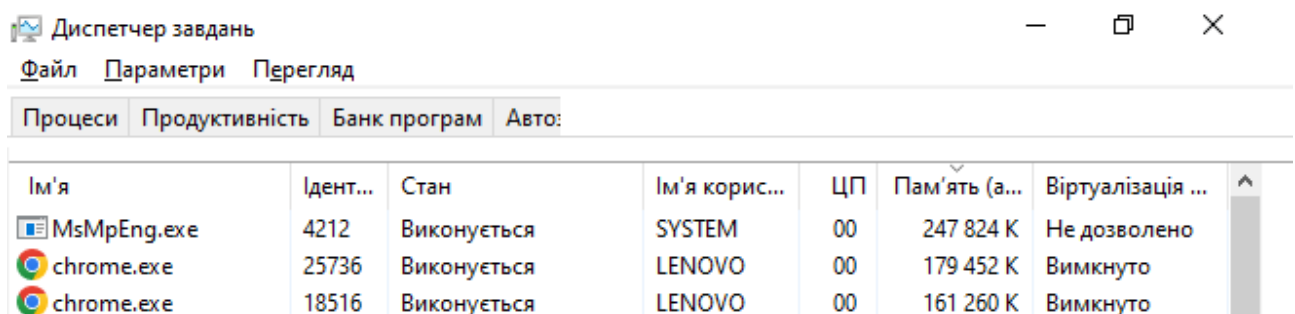 Диспетчер завдань
Файл Параметри Перегляд
Процеси Продуктивність Банк програм
Ім'я Ідент... Стан Ім'я корис... ЦП Пам'ять (а... Віртуалізація ...
MsMpEng.exe 4212 Виконується SYSTEM 00 247 824 K Не дозволено
chrome.exe 25736 Виконується LENOVO 00 179 452 K Вимкнуто
chrome.exe 18516 Виконується LENOVO 00 161 260 K Вимкнуто